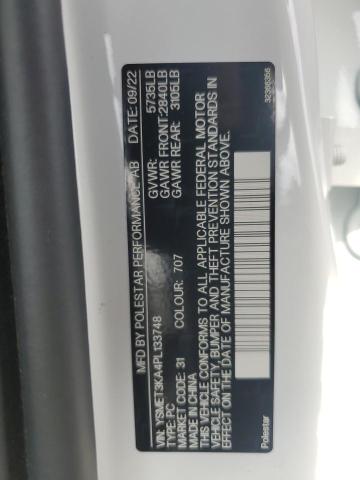 MFD BY POLESTAR PERFORMANCE AB DATE: 09/22
GVWR: 5735LB
GAWR FRONT:2840LB
GAWR REAR: 3105LB
VIN: YSMET3KA4PL133748
TYPE: PC
MARKET CODE: 31 COLOUR: 707
MADE IN CHINA
THIS VEHICLE CONFORMS TO ALL APPLICABLE FEDERAL MOTOR
VEHICLE SAFETY, BUMPER AND THEFT PREVENTION STANDARDS IN
EFFECT ON THE DATE OF MANUFACTURE SHOWN ABOVE.
Polestar 32366356